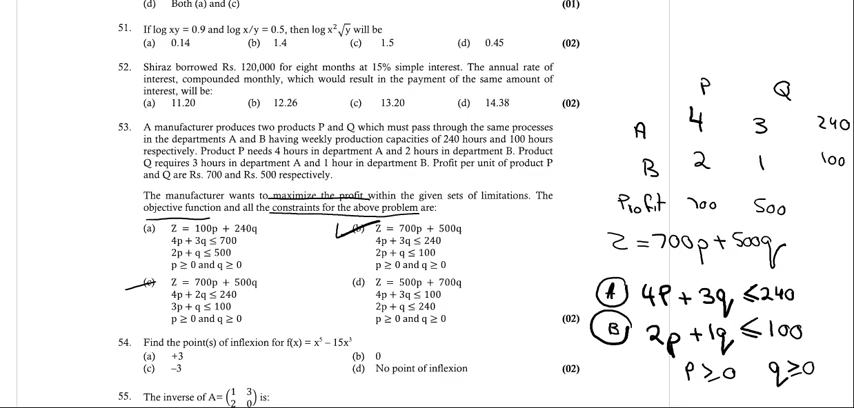 (d) Both (a) and (c) (01)
51. If log xy = 0.9 and log x/y = 0.5, then log x² √y will be
(a) 0.14 (b) 1.4 (c) 1.5 (d) 0.45 (02)
52. Shiraz borrowed Rs. 120,000 for eight months at 15% simple interest. The annual rate of
interest, compounded monthly, which would result in the payment of the same amount of
interest, will be:
(a) 11.20 (b) 12.26 (c) 13.20 (d) 14.38 (02)
53. A manufacturer produces two products P and Q which must pass through the same processes
in the departments A and B having weekly production capacities of 240 hours and 100 hours
respectively. Product P needs 4 hours in department A and 2 hours in department B. Product
Q requires 3 hours in department A and 1 hour in department B. Profit per unit of product P
and Q are Rs. 700 and Rs. 500 respectively.
The manufacturer wants to maximize the profit within the given sets of limitations. The
objective function and all the constraints for the above problem are:
(a) Z = 100p + 240q
4p + 3q ≤ 700
2p + q ≤ 500
p ≥ 0 and q ≥ 0
(b) Z = 700p + 500q
4p + 3q ≤ 240
2p + q ≤ 100
p ≥ 0 and q ≥ 0
(c) Z = 700p + 500q
4p + 2q ≤ 240
3p + q ≤ 100
p ≥ 0 and q ≥ 0
(d) Z = 500p + 700q
4p + 3q ≤ 100
2p + q ≤ 240
p ≥ 0 and q ≥ 0 (02)
54. Find the point(s) of inflexion for f(x) = x⁵ – 15x³
(a) +3 (b) 0
(c) –3 (d) No point of inflexion (02)
55. The inverse of A= (1 3
2 0) is:
P Q
A 4 3 240
B 2 1 100
Profit 700 500
Z = 700p + 500q
A 4P + 3q ≤ 240
B 2p + 1q ≤ 100
P ≥ 0 q ≥ 0